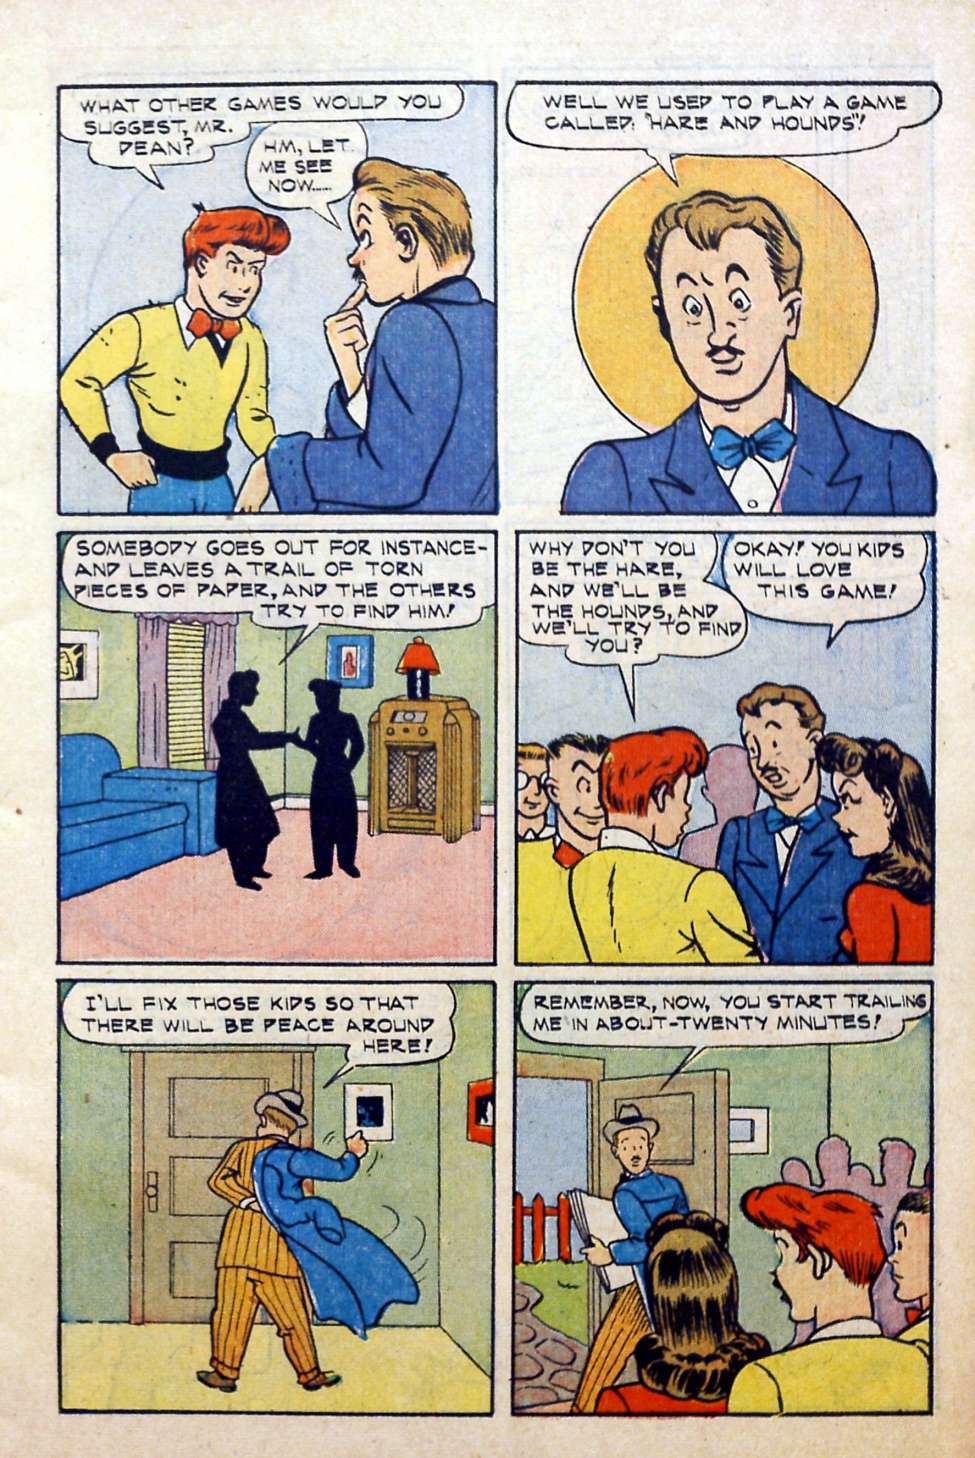 WHAT OTHER GAMES WOULD YOU
SUGGEST, MR.
DEAN?
HM, LET
ME SEE
NOW.....
WELL WE USED TO PLAY A GAME
CALLED: "HARE AND HOUNDS"!
SOMEBODY GOES OUT FOR INSTANCE-
AND LEAVES A TRAIL OF TORN
PIECES OF PAPER, AND THE OTHERS
TRY TO FIND HIM!
WHY DON'T YOU
BE THE HARE,
AND WE'LL BE
THE HOUNDS, AND
WE'LL TRY TO FIND
YOU?
OKAY! YOU KIDS
WILL LOVE
THIS GAME!
I'LL FIX THOSE KIDS SO THAT
THERE WILL BE PEACE AROUND
HERE!
REMEMBER, NOW, YOU START TRAILING
ME IN ABOUT-TWENTY MINUTES!